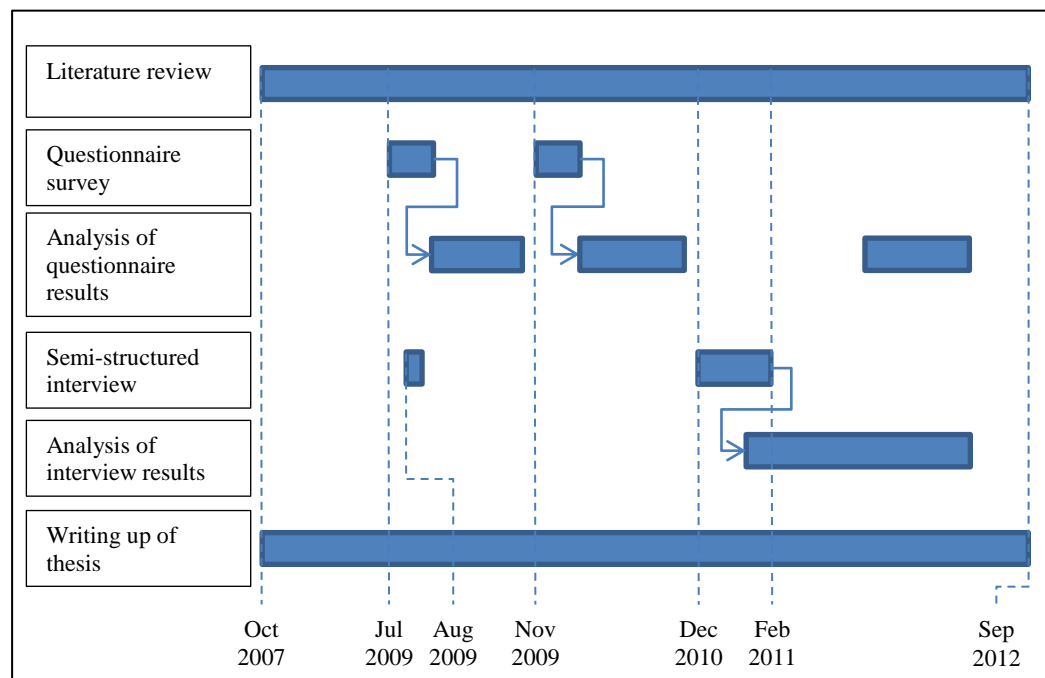 Literature review
Questionnaire
survey
Analysis of
questionnaire
results
Semi-structured
interview
Analysis of
interview results
Writing up of
thesis
Oct
2007
Jul
2009
Aug
2009
Nov
2009
Dec
2010
Feb
2011
Sep
2012